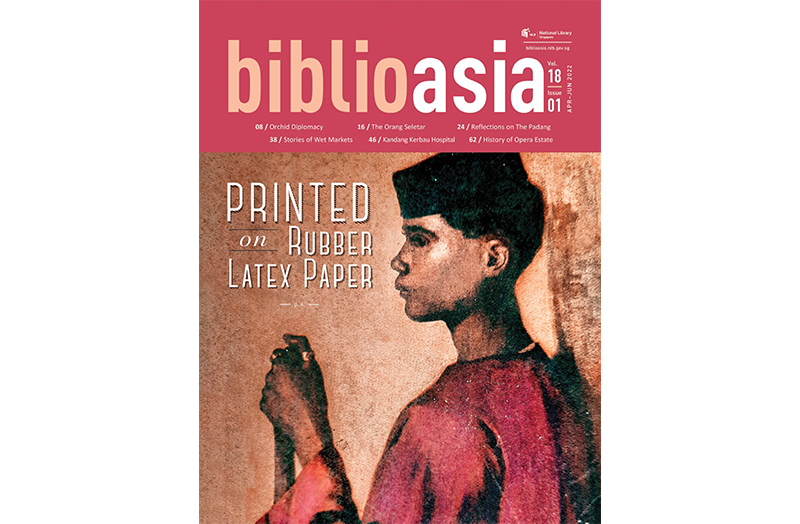 NLB
National Library
Singapore
biblioasia.nlb.gov.sg
biblioasia
Vol.
18
Issue
01
APR–JUN 2022
08 / Orchid Diplomacy
16 / The Orang Seletar
24 / Reflections on The Padang
38 / Stories of Wet Markets
46 / Kandang Kerbau Hospital
62 / History of Opera Estate
PRINTED
on RUBBER
LATEX PAPER